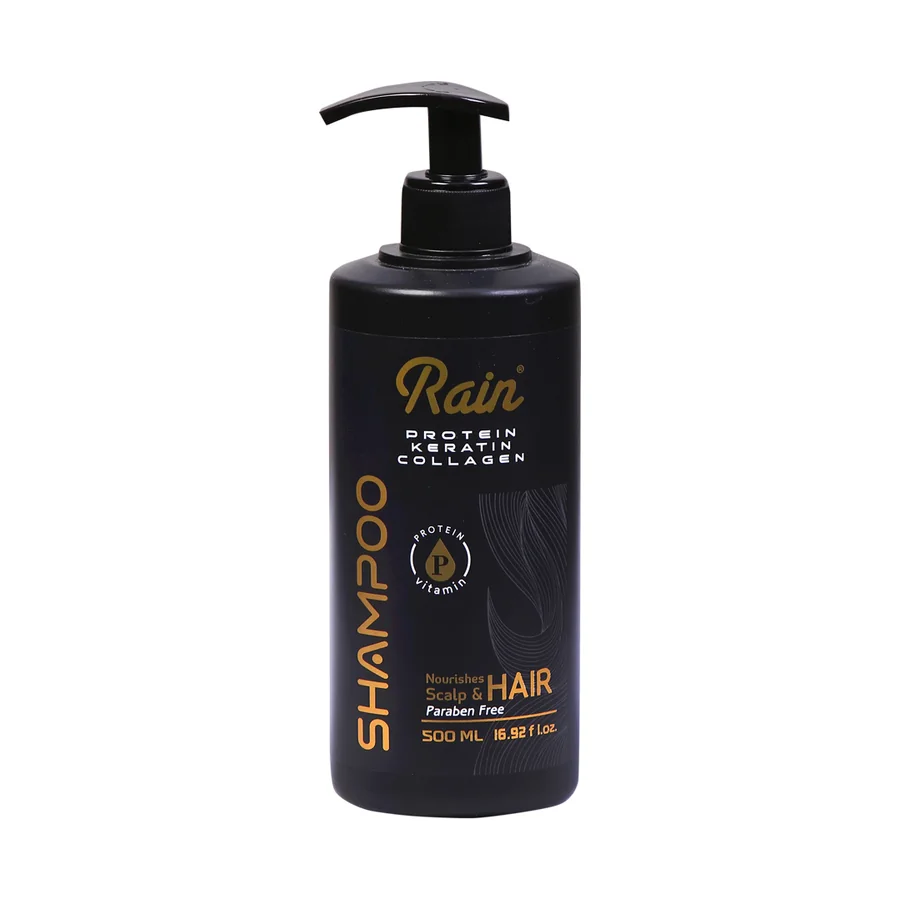 Rain®
PROTEIN
KERATIN
COLLAGEN
SHAMPOO
PROTEIN
P
vitamin
Nourishes
Scalp & HAIR
Paraben Free
500 ML 16.92 f l.oz.